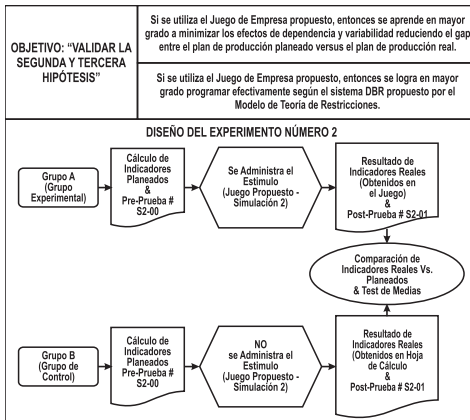 OBJETIVO: “VALIDAR LA
SEGUNDA Y TERCERA
HIPÓTESIS”
Si se utiliza el Juego de Empresa propuesto, entonces se aprende en mayor
grado a minimizar los efectos de dependencia y variabilidad reduciendo el gap
entre el plan de producción planeado versus el plan de producción real.
Si se utiliza el Juego de Empresa propuesto, entonces se logra en mayor
grado programar efectivamente según el sistema DBR propuesto por el
Modelo de Teoría de Restricciones.
DISEÑO DEL EXPERIMENTO NÚMERO 2
Grupo A
(Grupo
Experimental)
Cálculo de
Indicadores
Planeados
&
Pre-Prueba #
S2-00
Se Administra el
Estimulo
(Juego Propuesto -
Simulación 2)
Resultado de
Indicadores Reales
(Obtenidos en
el Juego)
&
Post-Prueba # S2-01
Comparación de
Indicadores Reales Vs.
Planeados
& Test de Medias
Grupo B
(Grupo de
Control)
Cálculo de
Indicadores
Planeados
Pre-Prueba #
S2-00
NO
se Administra el
Estimulo
(Juego Propuesto -
Simulación 2)
Resultado de
Indicadores Reales
(Obtenidos en Hoja
de Cálculo
&
Post-Prueba # S2-01